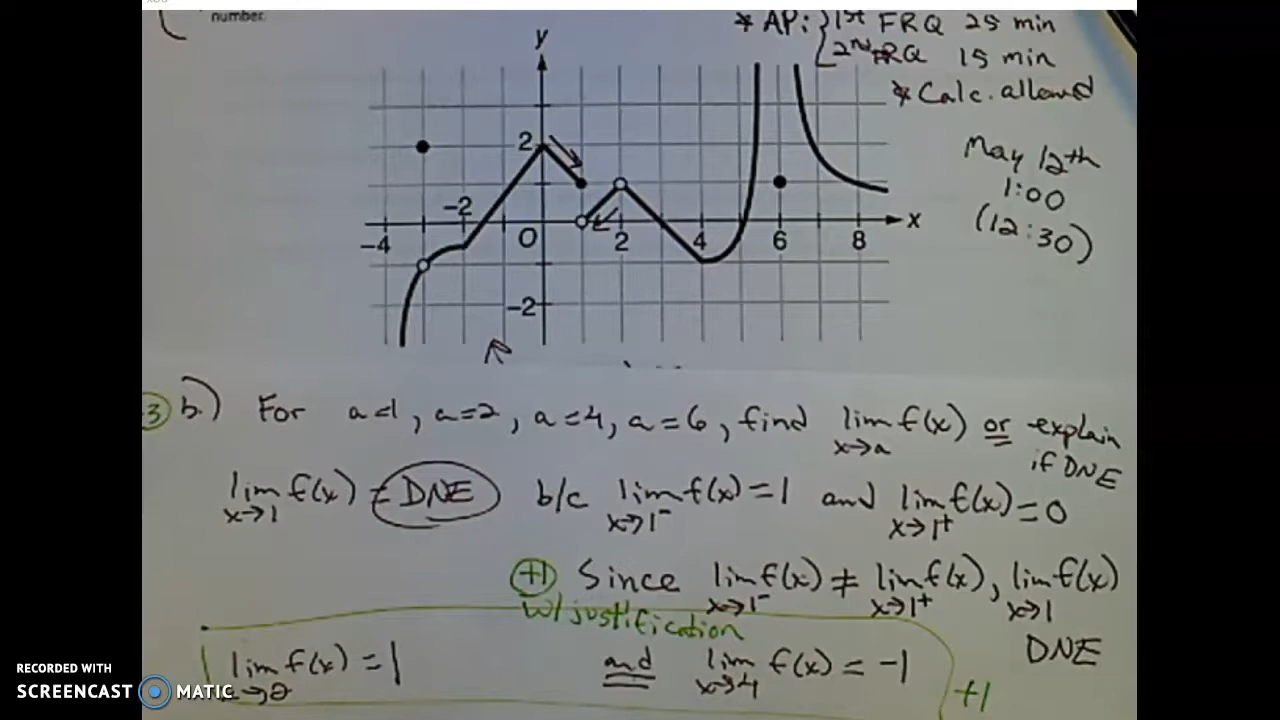 number.
* AP: { 1st FRQ 25 min
2nd FRQ 15 min
* Calc. allowed
May 12th
1:00
(12:30)
y
2
-2
-4
O
2
4
6
8
x
-2
3 b.) For a=1, a=2, a=4, a=6, find lim f(x) or explain
x→a
if DNE
lim f(x) = DNE b/c lim f(x) = 1 and lim f(x) = 0
x→1 x→1⁻ x→1⁺
+1 Since lim f(x) ≠ lim f(x), lim f(x)
x→1⁻ x→1⁺ x→1
w/ justification
DNE
lim f(x) = 1 and lim f(x) = -1
x→2 x→4
+1
RECORDED WITH
SCREENCAST MATIC